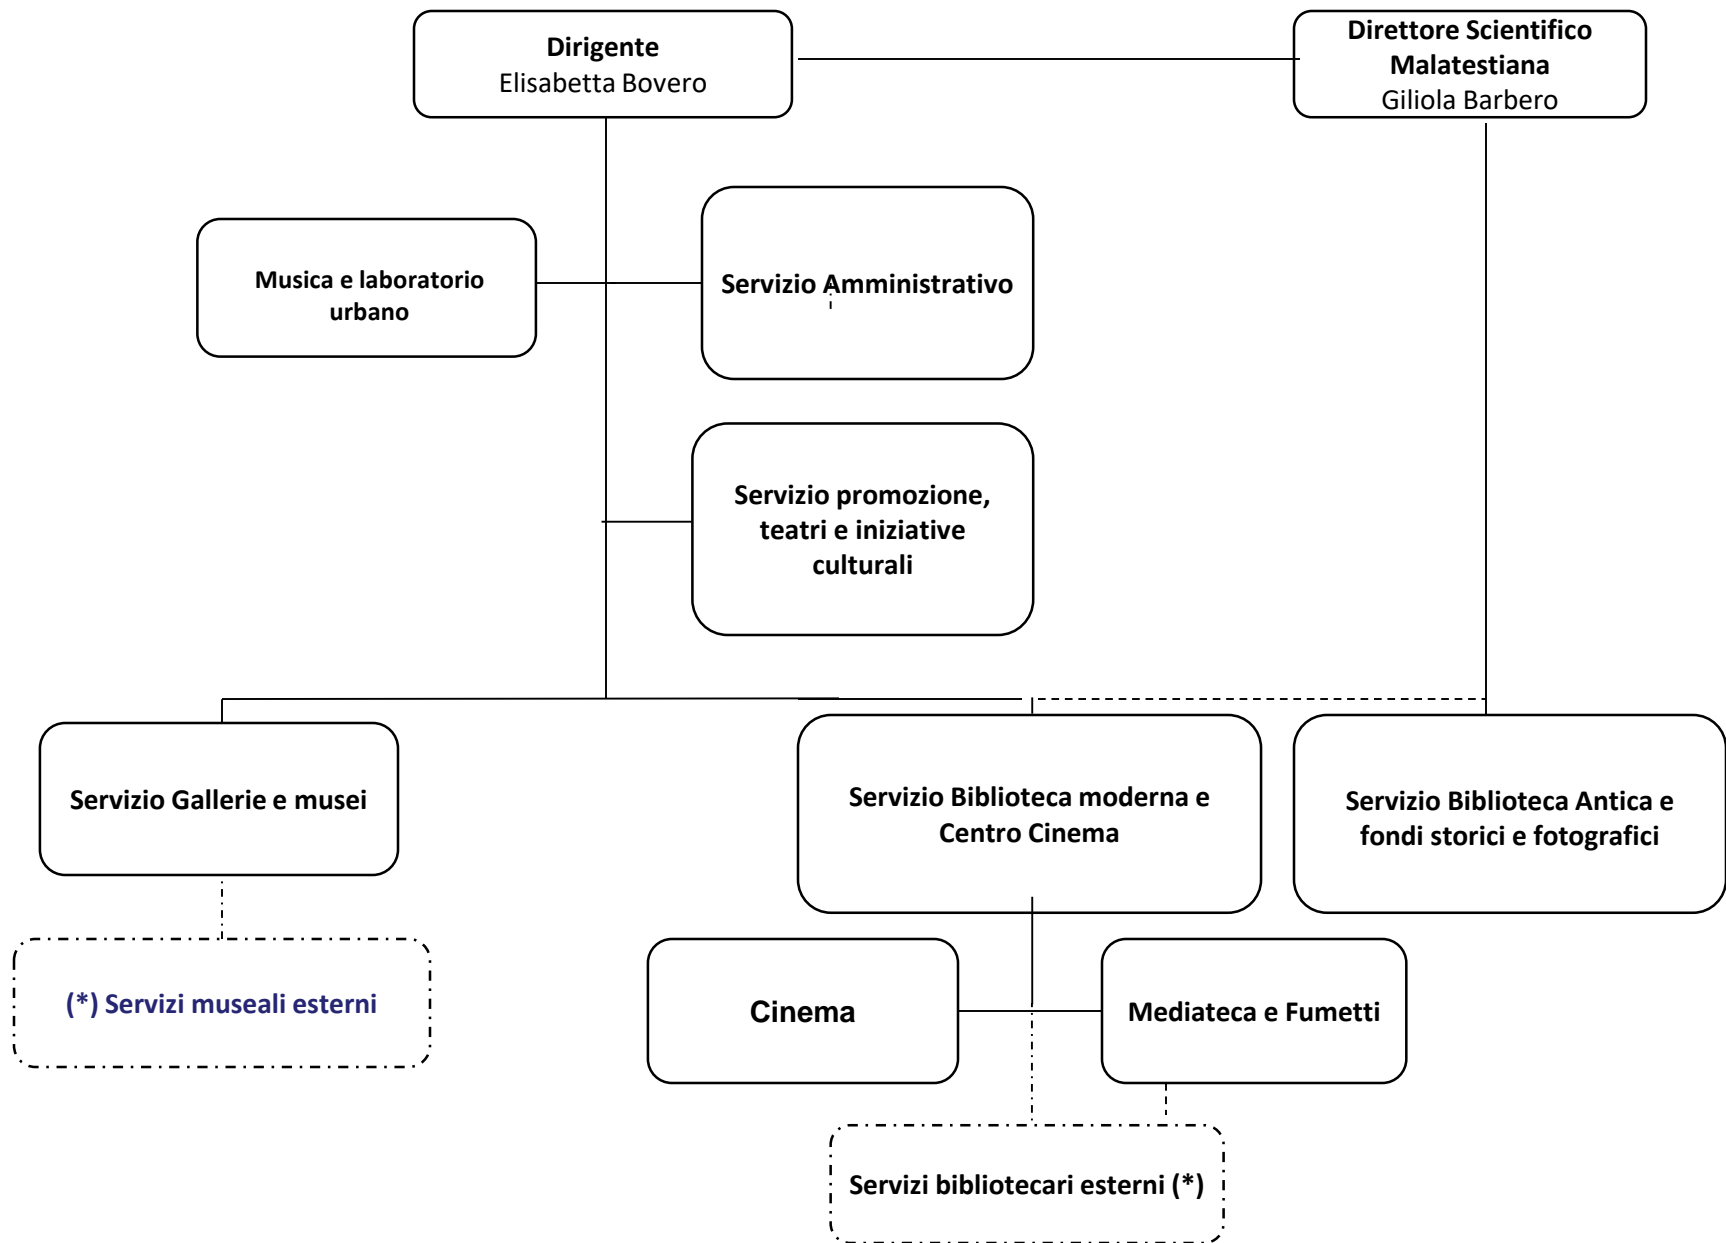 Dirigente
Elisabetta Bovero
Direttore Scientifico
Malatestiana
Giliola Barbero
Musica e laboratorio
urbano
Servizio Amministrativo
Servizio promozione,
teatri e iniziative
culturali
Servizio Gallerie e musei
Servizio Biblioteca moderna e
Centro Cinema
Servizio Biblioteca Antica e
fondi storici e fotografici
(*) Servizi museali esterni
Cinema
Mediateca e Fumetti
Servizi bibliotecari esterni (*)